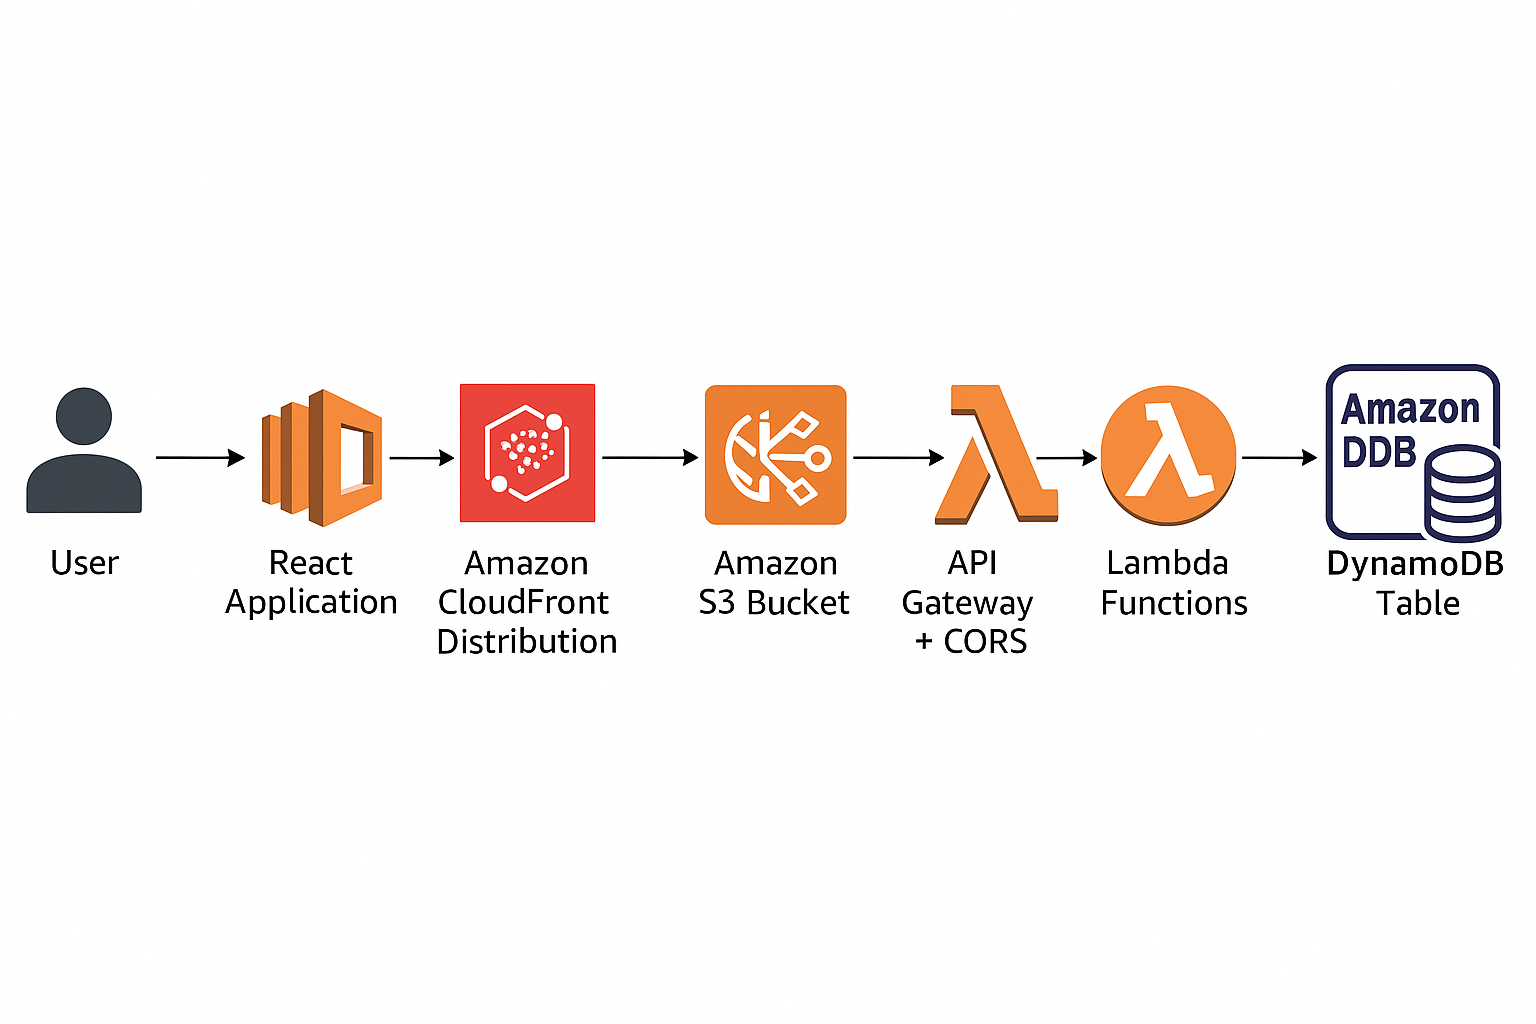 Amazon
DDB
User
React
Application
Amazon
CloudFront
Distribution
Amazon
S3 Bucket
API
Gateway
+ CORS
Lambda
Functions
DynamoDB
Table